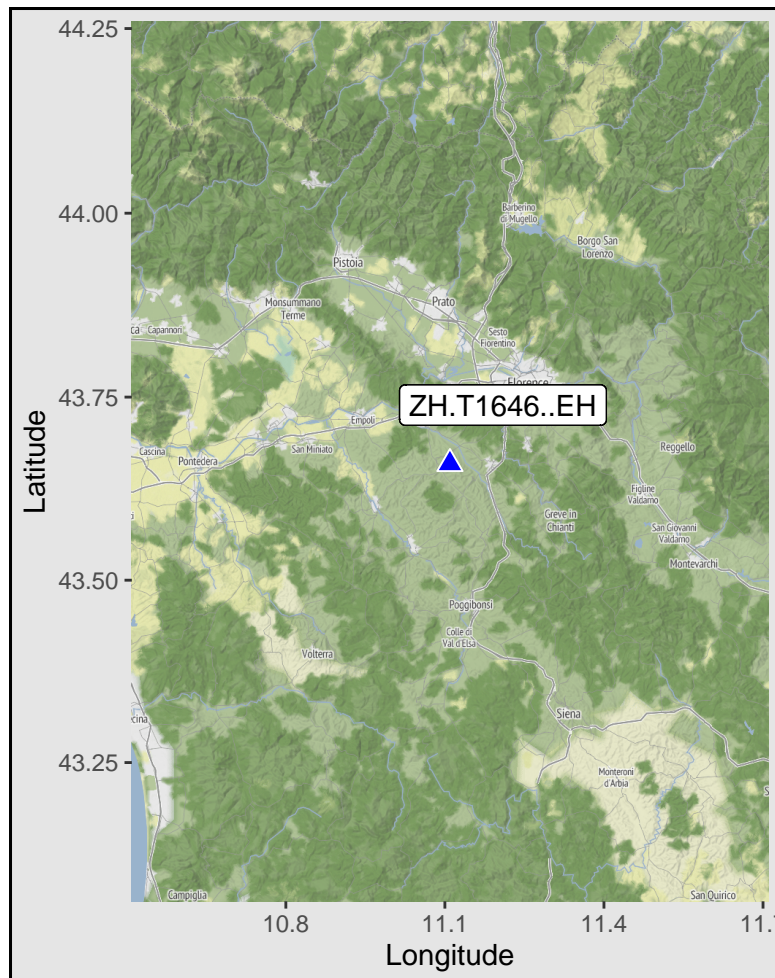 44.25
44.00
43.75
43.50
43.25
Latitude
Barberino
di Mugello
Borgo San
Lorenzo
Pistoia
Prato
Monsummano
Terme
Capannori
Sesto
Fiorentino
Florence
ZH.T1646..EH
Empoli
San Miniato
Cascina
Pontedera
Reggello
Figline
Valdarno
Greve in
Chianti
San Giovanni
Valdarno
Montevarchi
Poggibonsi
Colle di
Val d'Elsa
Volterra
Siena
ecina
Monteroni
d'Arbia
Campiglia
San Quirico
10.8
11.1
11.4
11.7
Longitude